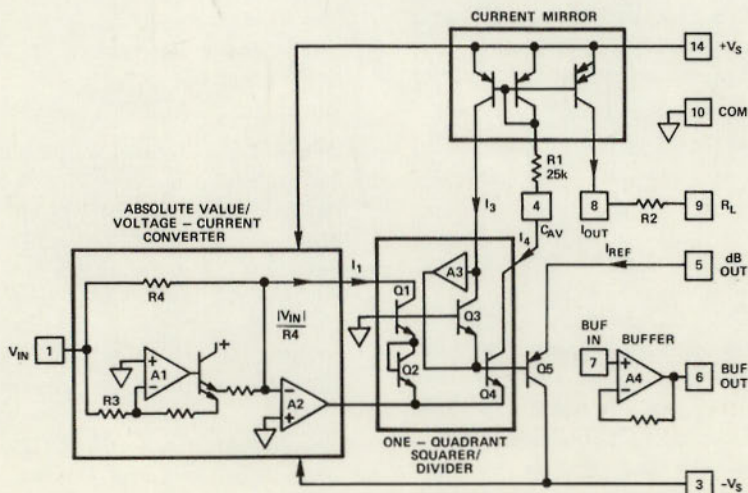 CURRENT MIRROR
14 +VS
10 COM
R1
25k
ABSOLUTE VALUE/
VOLTAGE – CURRENT
CONVERTER
I3
4
CAV
8
IOUT
R2
9 RL
I4
IREF
5 dB
OUT
I1
R4
|VIN|
R4
A3
Q1
Q3
VIN 1
A1
+
–
R3
+
A2
–
+
Q2
Q4
Q5
BUF
IN
7
BUFFER
+
A4
–
6 BUF
OUT
ONE – QUADRANT
SQUARER/
DIVIDER
3 -VS